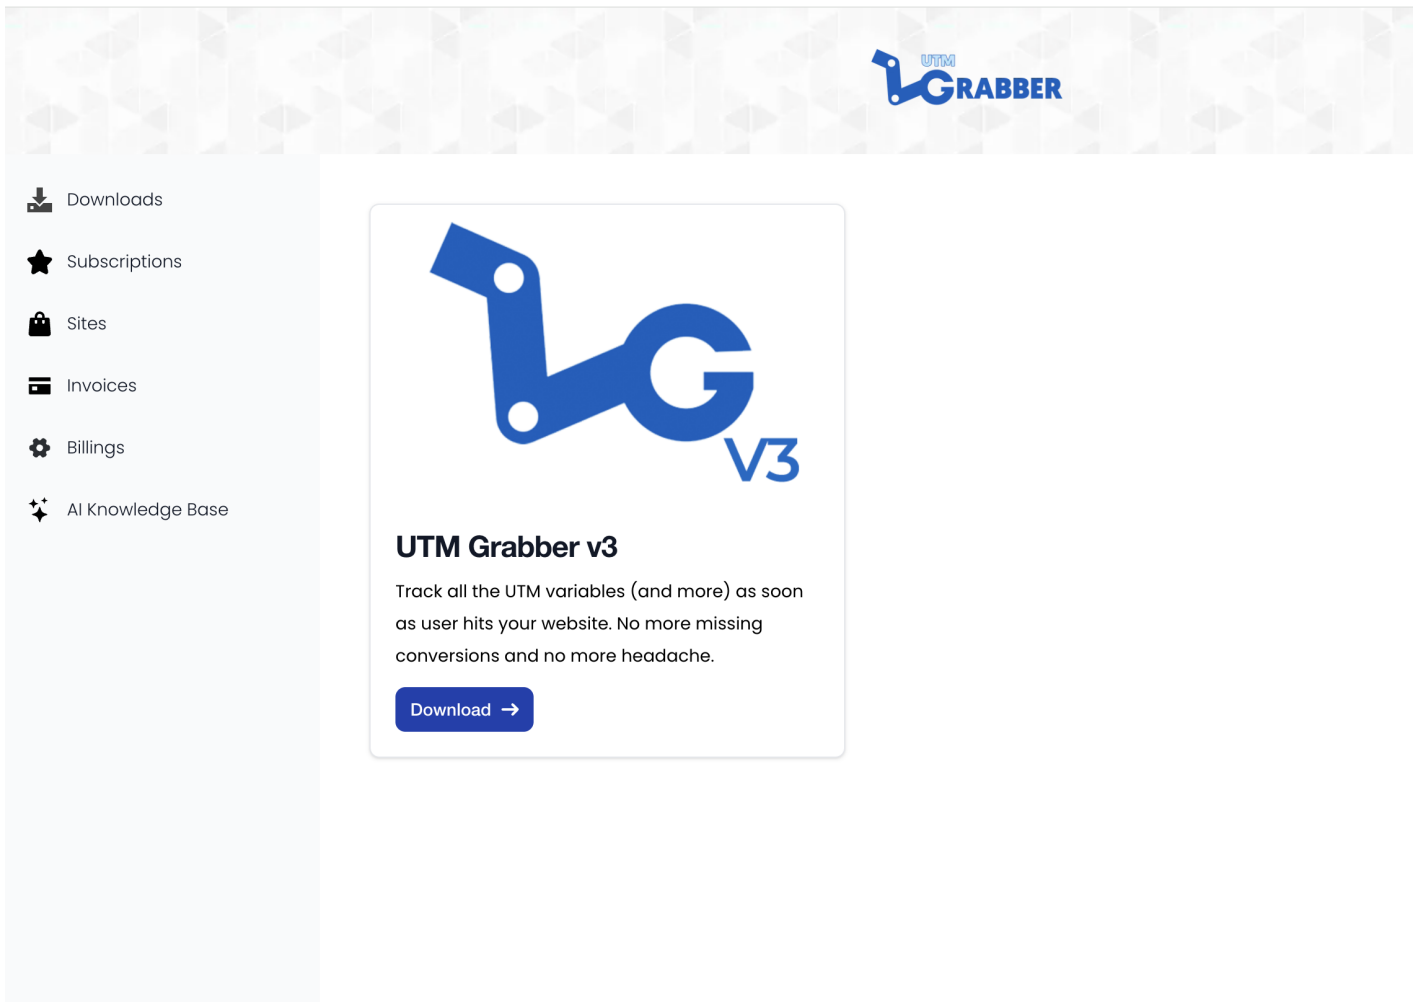 UTM
GRABBER
Downloads
Subscriptions
Sites
Invoices
Billings
AI Knowledge Base
G
V3
UTM Grabber v3
Track all the UTM variables (and more) as soon
as user hits your website. No more missing
conversions and no more headache.
Download